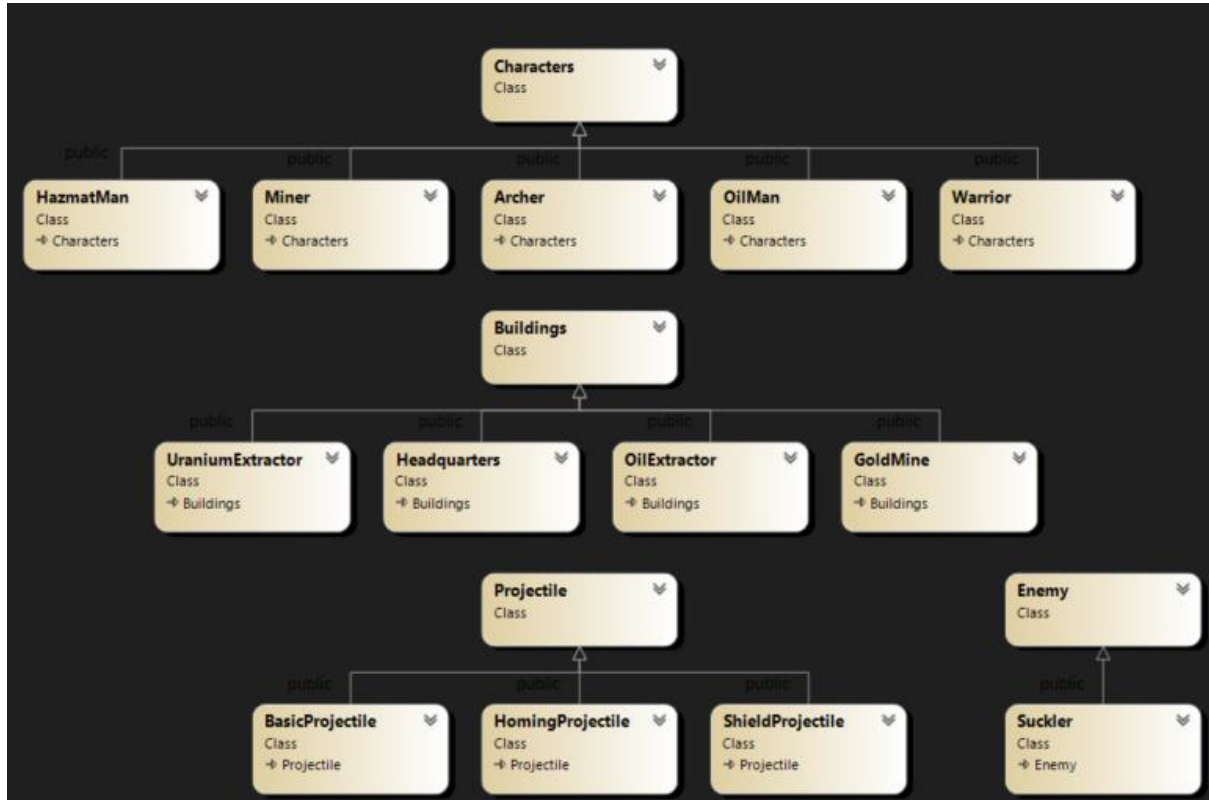 Characters
Class
public
public
public
public
public
HazmatMan
Class
Characters
Miner
Class
Characters
Archer
Class
Characters
OilMan
Class
Characters
Warrior
Class
Characters
Buildings
Class
public
public
public
public
UraniumExtractor
Class
Buildings
Headquarters
Class
Buildings
OilExtractor
Class
Buildings
GoldMine
Class
Buildings
Projectile
Class
public
public
public
BasicProjectile
Class
Projectile
HomingProjectile
Class
Projectile
ShieldProjectile
Class
Projectile
Enemy
Class
public
Suckler
Class
Enemy